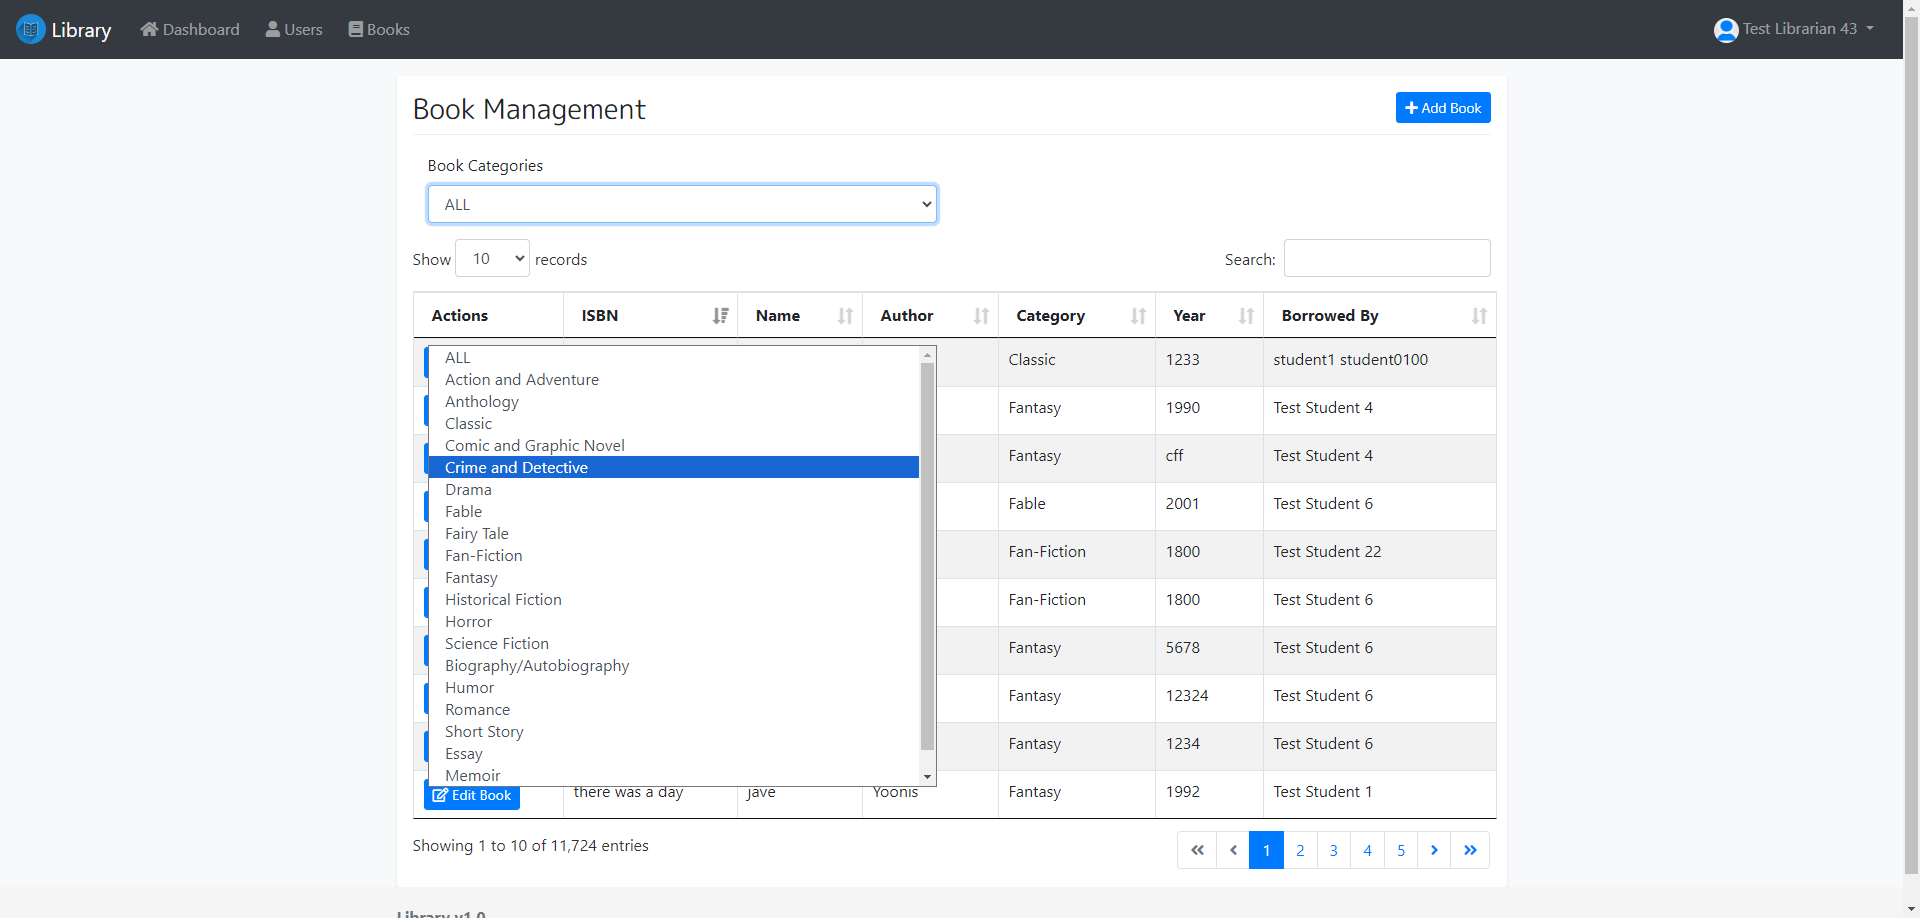 Library Dashboard Users Books Test Librarian 43
Book Management
Add Book
Book Categories
ALL
Show 10 records Search:
Actions ISBN Name Author Category Year Borrowed By
ALL
Action and Adventure
Anthology
Classic
Comic and Graphic Novel
Crime and Detective
Drama
Fable
Fairy Tale
Fan-Fiction
Fantasy
Historical Fiction
Horror
Science Fiction
Biography/Autobiography
Humor
Romance
Short Story
Essay
Memoir
Classic 1233 student1 student0100
Fantasy 1990 Test Student 4
Fantasy cff Test Student 4
Fable 2001 Test Student 6
Fan-Fiction 1800 Test Student 22
Fan-Fiction 1800 Test Student 6
Fantasy 5678 Test Student 6
Fantasy 12324 Test Student 6
Fantasy 1234 Test Student 6
Edit Book there was a day jave Yoonis Fantasy 1992 Test Student 1
Showing 1 to 10 of 11,724 entries
« ‹ 1 2 3 4 5 › »
Library v1.0